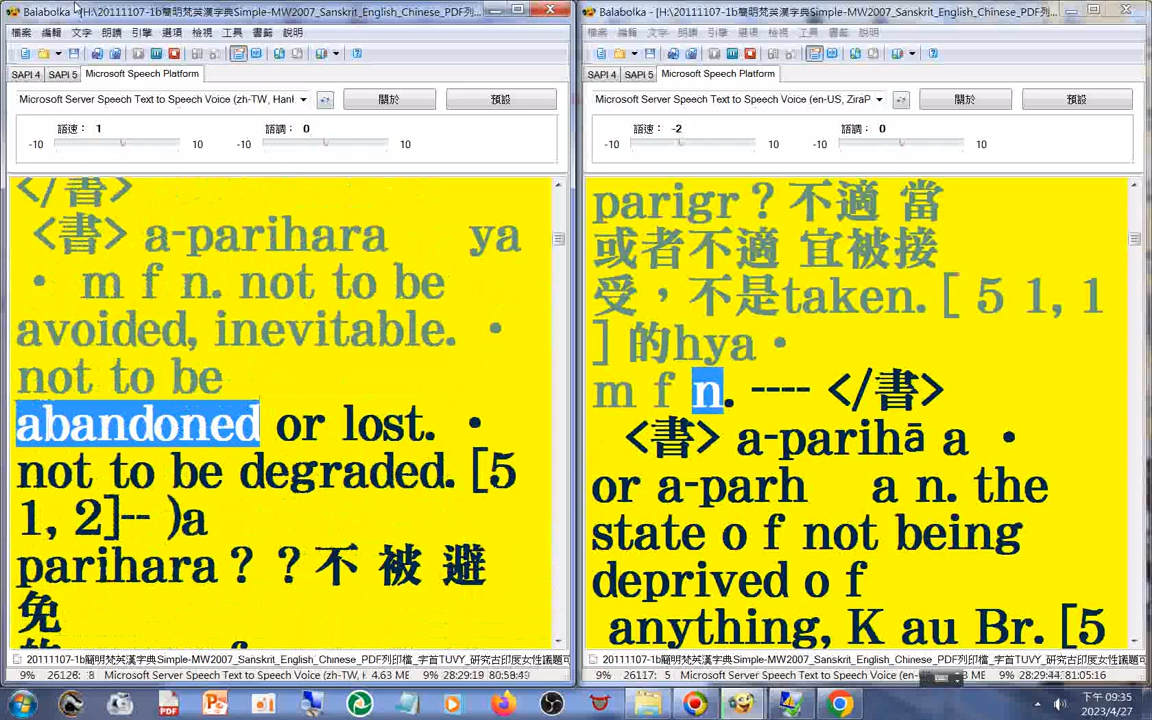 Balabolka - [H:\20111107-1b簡明梵英漢字典Simple-MW2007_Sanskrit_English_Chinese_PDF列...
檔案 編輯 文字 朗讀 引擎 選項 檢視 工具 書籤 說明
SAPI 4 SAPI 5 Microsoft Speech Platform
Microsoft Server Speech Text to Speech Voice (zh-TW, Hanl
關於 預設
語速： 1 語調： 0
-10 10 -10 10
</書>
<書> a-parihara ya
• m f n. not to be
avoided, inevitable. •
not to be
abandoned or lost. •
not to be degraded. [5
1, 2]-- )a
parihara？？不 被 避
免
20111107-1b簡明梵英漢字典Simple-MW2007_Sanskrit_English_Chinese_PDF列印檔_字首TUVY_研究古印度女性議題可
9% 26126: 8 Microsoft Server Speech Text to Speech Voice (zh-TW, H 4.63 ME 9% 28:29:19 80:58:49
Balabolka - [H:\20111107-1b簡明梵英漢字典Simple-MW2007_Sanskrit_English_Chinese_PDF列印...
檔案 編輯 文字 朗讀 引擎 選項 檢視 工具 書籤 說明
SAPI 4 SAPI 5 Microsoft Speech Platform
Microsoft Server Speech Text to Speech Voice (en-US, ZiraP
關於 預設
語速： -2 語調： 0
-10 10 -10 10
parigr？不適 當
或者不適 宜被接
受，不是taken. [ 5 1, 1
] 的hya •
m f n. ---- </書>
<書> a-parihā a •
or a-parh a n. the
state o f not being
deprived o f
anything, K au Br. [5
20111107-1b簡明梵英漢字典Simple-MW2007_Sanskrit_English_Chinese_PDF列印檔_字首TUVY_研究古印度女性議題可
9% 26117: 5 Microsoft Server Speech Text to Speech Voice (en-US, Z 4.63 ME 9% 28:29:44 81:05:16
下午 09:35
2023/4/27